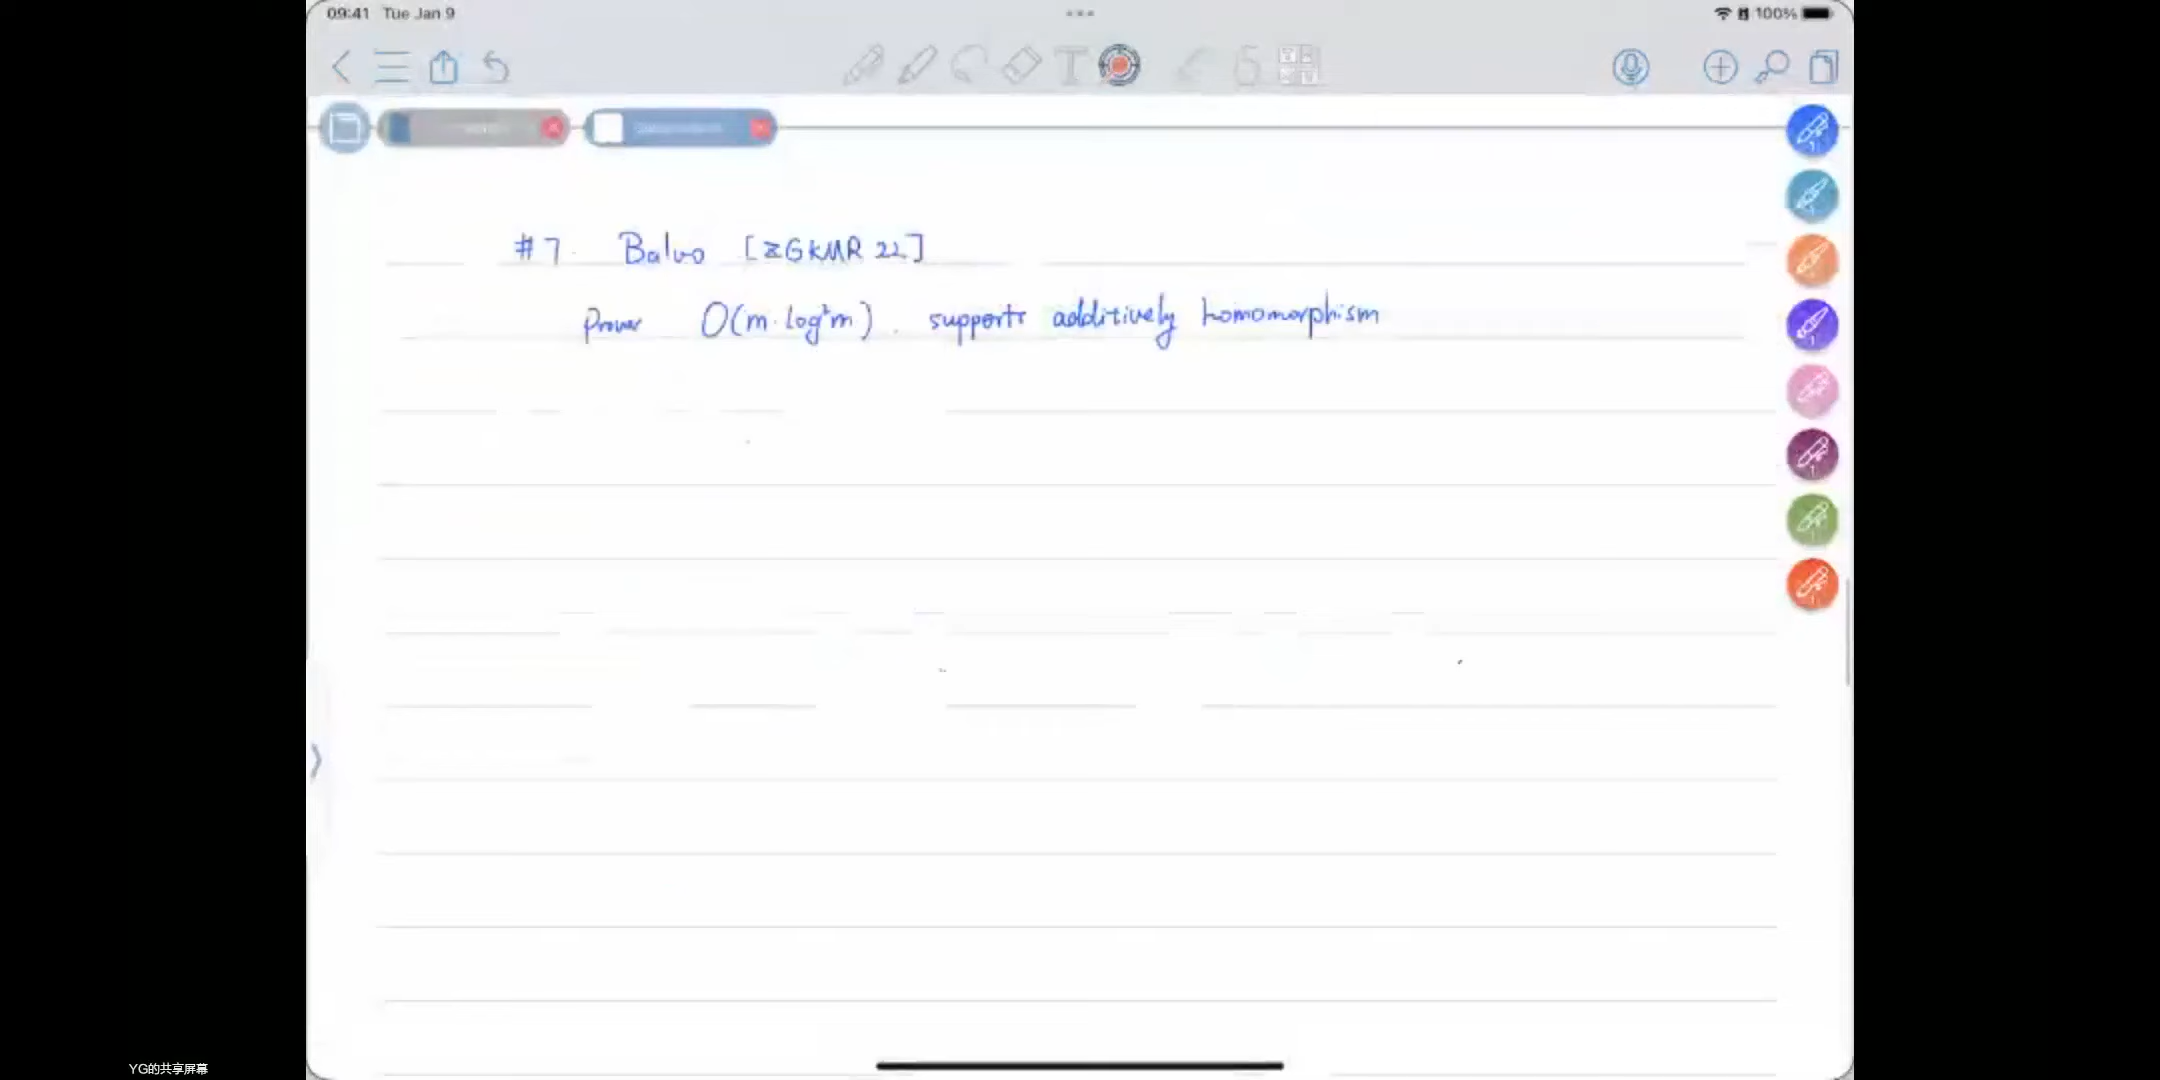 09:41 Tue Jan 9
100%
#7. Baloo [ZGKMR 22]
Prover O(m·log²m). supports additively homomorphism
YG的共享屏幕